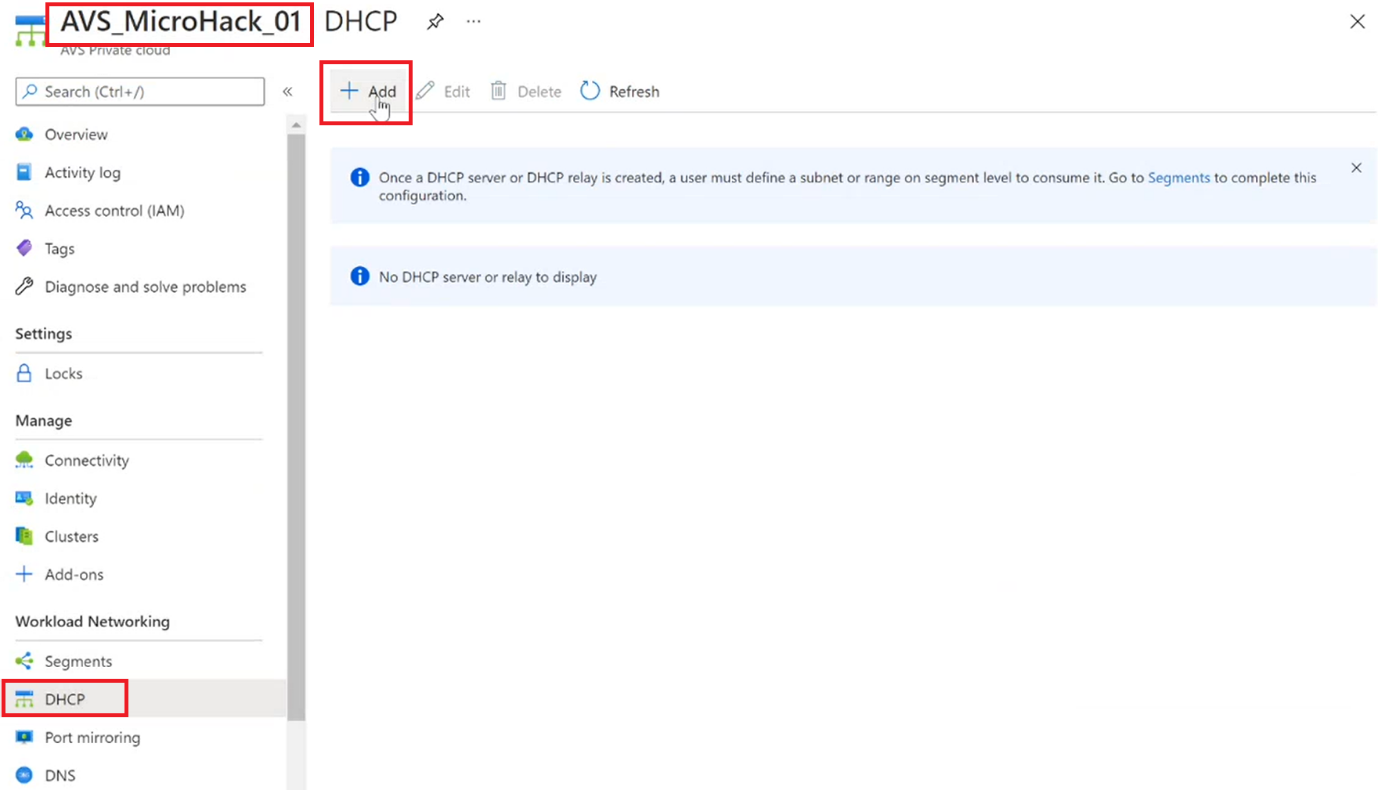 AVS_MicroHack_01 DHCP ...
AVS Private cloud
Search (Ctrl+/)
«
Add
Edit
Delete
Refresh
Overview
Activity log
Access control (IAM)
Tags
Diagnose and solve problems
Settings
Locks
Manage
Connectivity
Identity
Clusters
Add-ons
Workload Networking
Segments
DHCP
Port mirroring
DNS
Once a DHCP server or DHCP relay is created, a user must define a subnet or range on segment level to consume it. Go to Segments to complete this
configuration.
No DHCP server or relay to display